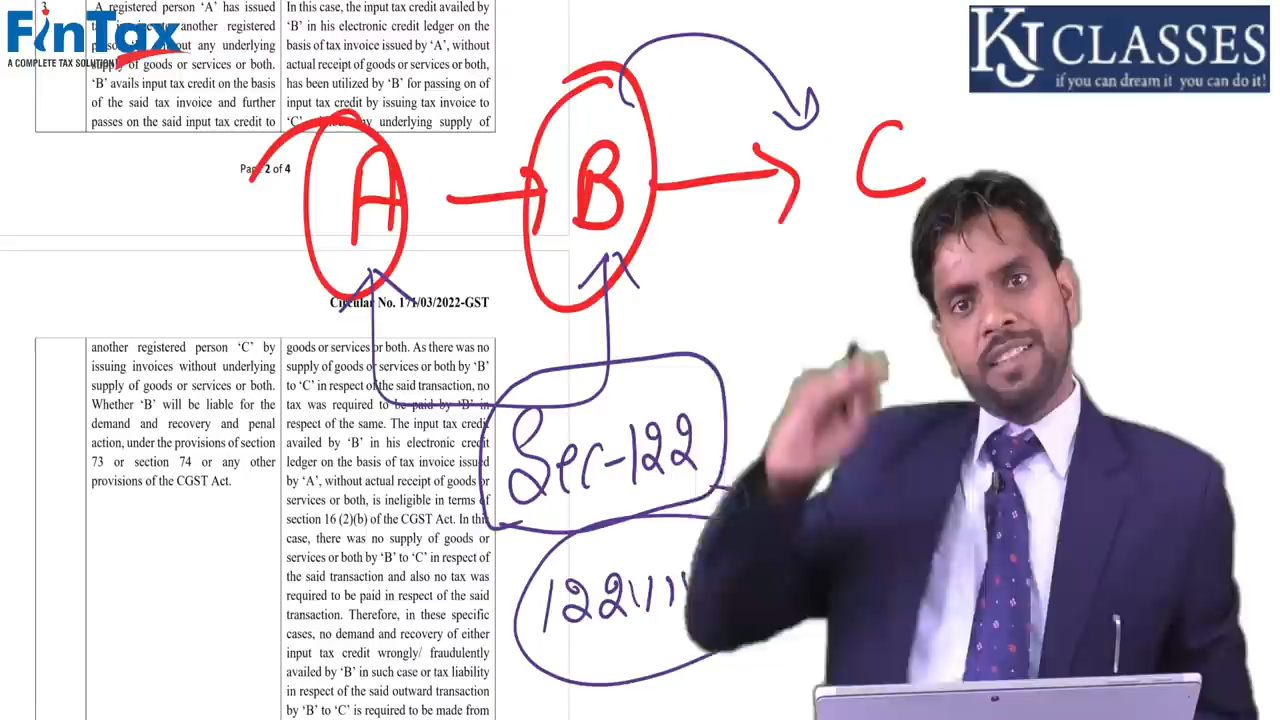 FinTax
A COMPLETE TAX SOLUTION
KJ CLASSES
if you can dream it you can do it!
3
A registered person ‘A’ has issued
another registered
any underlying
supply of goods or services or both.
‘B’ avails input tax credit on the basis
of the said tax invoice and further
passes on the said input tax credit to
In this case, the input tax credit availed by
‘B’ in his electronic credit ledger on the
basis of tax invoice issued by ‘A’, without
actual receipt of goods or services or both,
has been utilized by ‘B’ for passing on of
input tax credit by issuing tax invoice to
‘C’ any underlying supply of
Page 2 of 4
A
B
C
Circular No. 171/03/2022-GST
another registered person ‘C’ by
issuing invoices without underlying
supply of goods or services or both.
Whether ‘B’ will be liable for the
demand and recovery and penal
action, under the provisions of section
73 or section 74 or any other
provisions of the CGST Act.
goods or services or both. As there was no
supply of goods or services or both by ‘B’
to ‘C’ in respect of the said transaction, no
tax was required to be paid by ‘B’ in
respect of the same. The input tax credit
availed by ‘B’ in his electronic credit
ledger on the basis of tax invoice issued
by ‘A’, without actual receipt of goods or
services or both, is ineligible in terms of
section 16 (2)(b) of the CGST Act. In this
case, there was no supply of goods or
services or both by ‘B’ to ‘C’ in respect of
the said transaction and also no tax was
required to be paid in respect of the said
transaction. Therefore, in these specific
cases, no demand and recovery of either
input tax credit wrongly/ fraudulently
availed by ‘B’ in such case or tax liability
in respect of the said outward transaction
by ‘B’ to ‘C’ is required to be made from
Sec-122